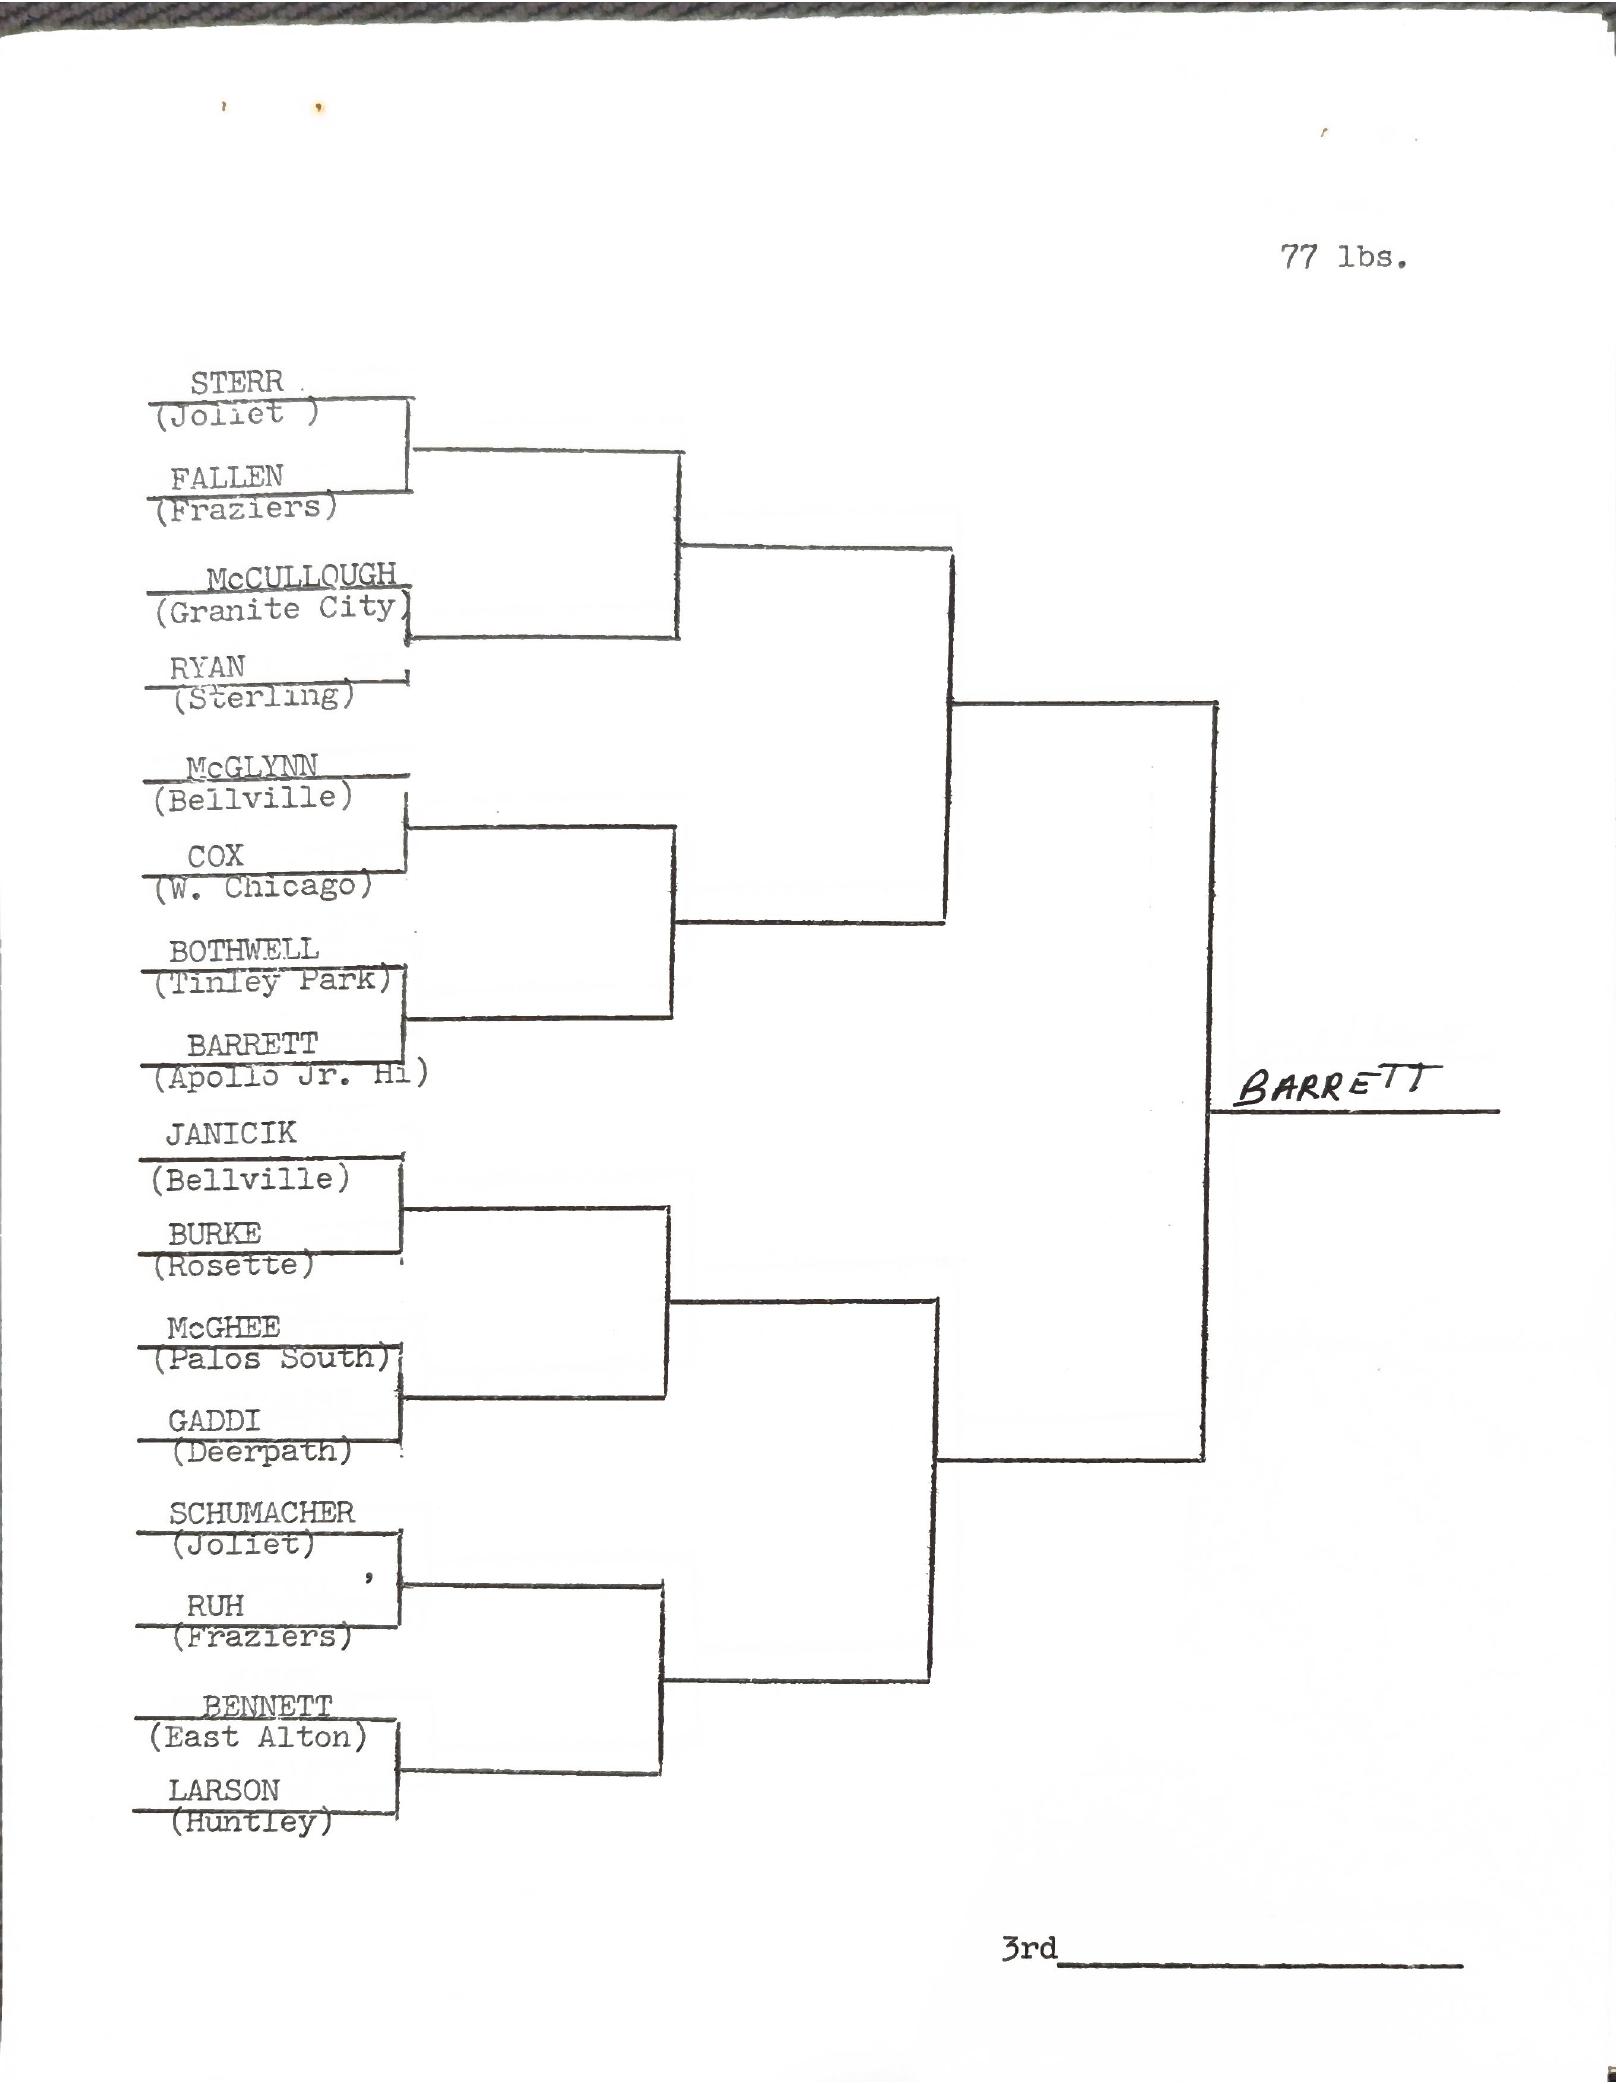 77 lbs.
STERR
(Joliet )
FALLEN
(Fraziers)
McCULLOUGH
(Granite City)
RYAN
(Sterling)
McGLYNN
(Bellville)
COX
(W. Chicago)
BOTHWELL
(Tinley Park)
BARRETT
(Apollo Jr. Hi)
BARRETT
JANICIK
(Bellville)
BURKE
(Rosette)
McGHEE
(Palos South)
GADDI
(Deerpath)
SCHUMACHER
(Joliet)
RUH
(Fraziers)
BENNETT
(East Alton)
LARSON
(Huntley)
3rd